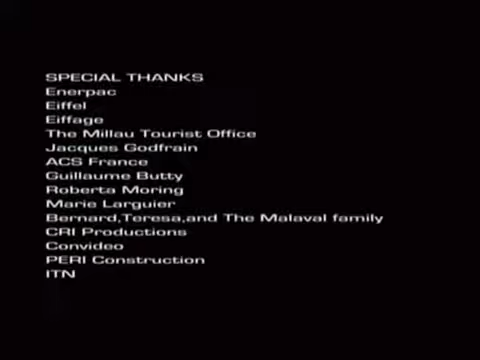 SPECIAL THANKS
Enerpac
Eiffel
Eiffage
The Millau Tourist Office
Jacques Godfrain
ACS France
Guillaume Butty
Roberta Moring
Marie Larguier
Bernard,Teresa,and The Malaval family
CRI Productions
Convideo
PERI Construction
ITN